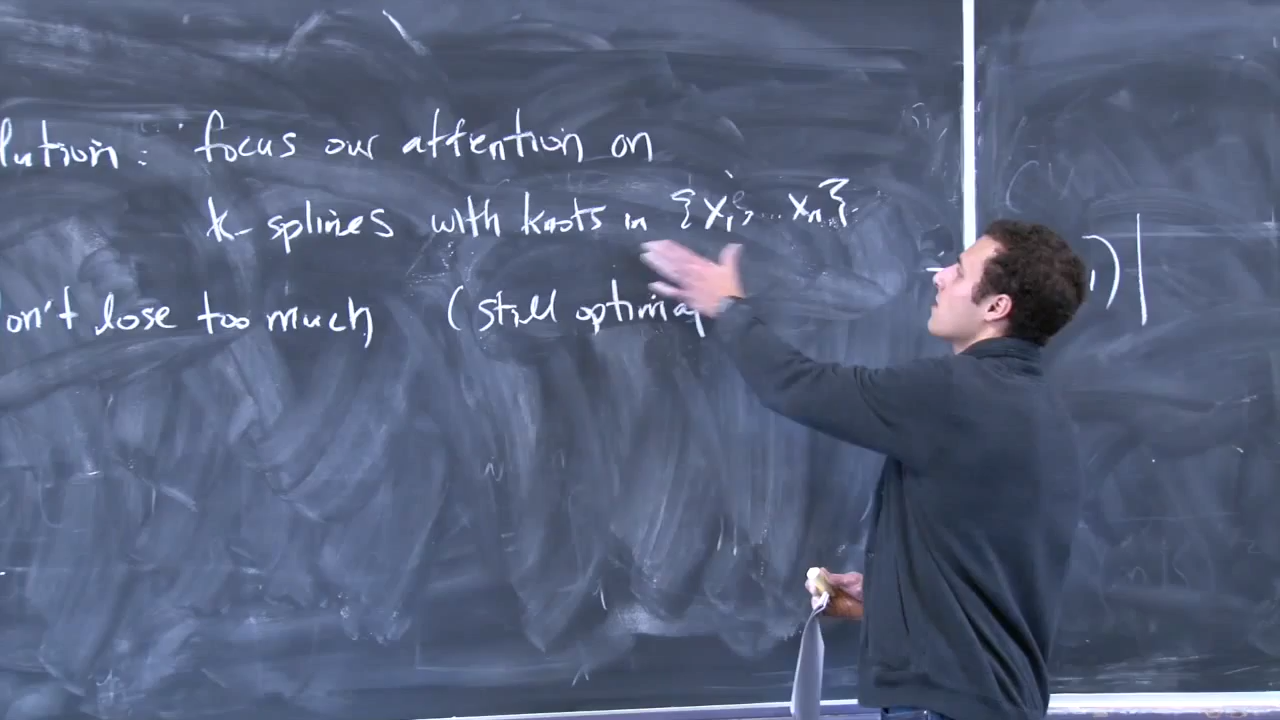 lution: focus our attention on
k-splines with knots in {x1, ... xn}.
on't lose too much (still optimal